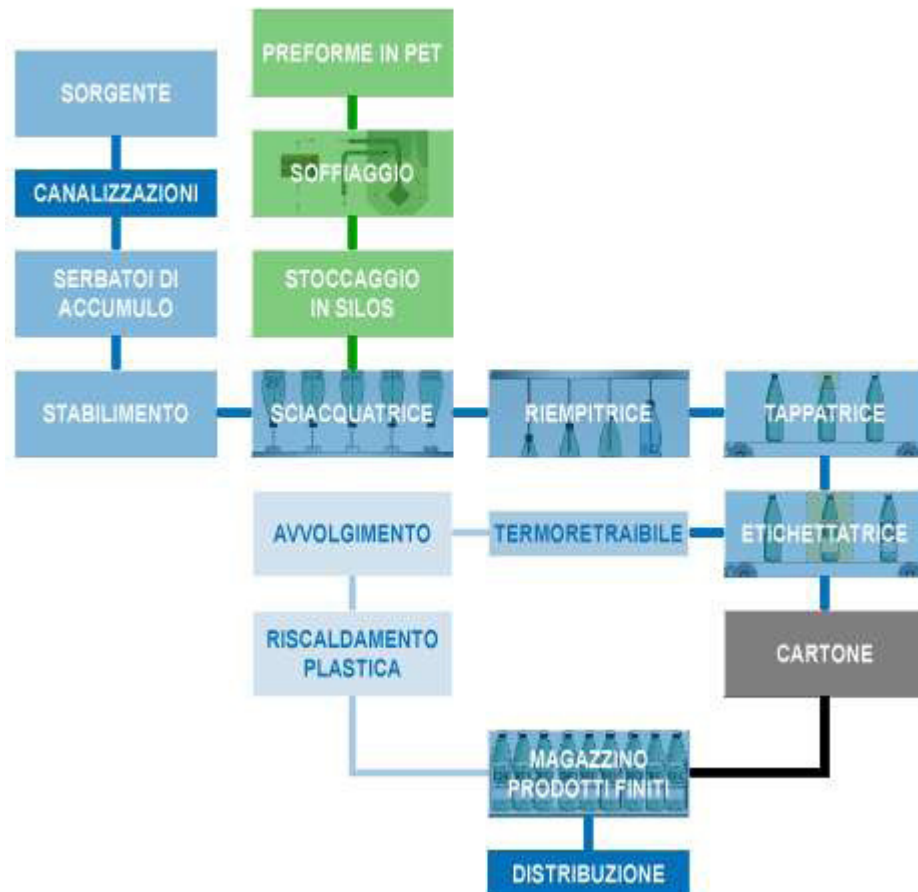 PREFORME IN PET
SORGENTE
SOFFIAGGIO
CANALIZZAZIONI
SERBATOI DI
ACCUMULO
STOCCAGGIO
IN SILOS
STABILIMENTO
SCIACQUATRICE
RIEMPITRICE
TAPPATRICE
AVVOLGIMENTO
TERMORETRAIBILE
ETICHETTATRICE
RISCALDAMENTO
PLASTICA
CARTONE
MAGAZZINO
PRODOTTI FINITI
DISTRIBUZIONE